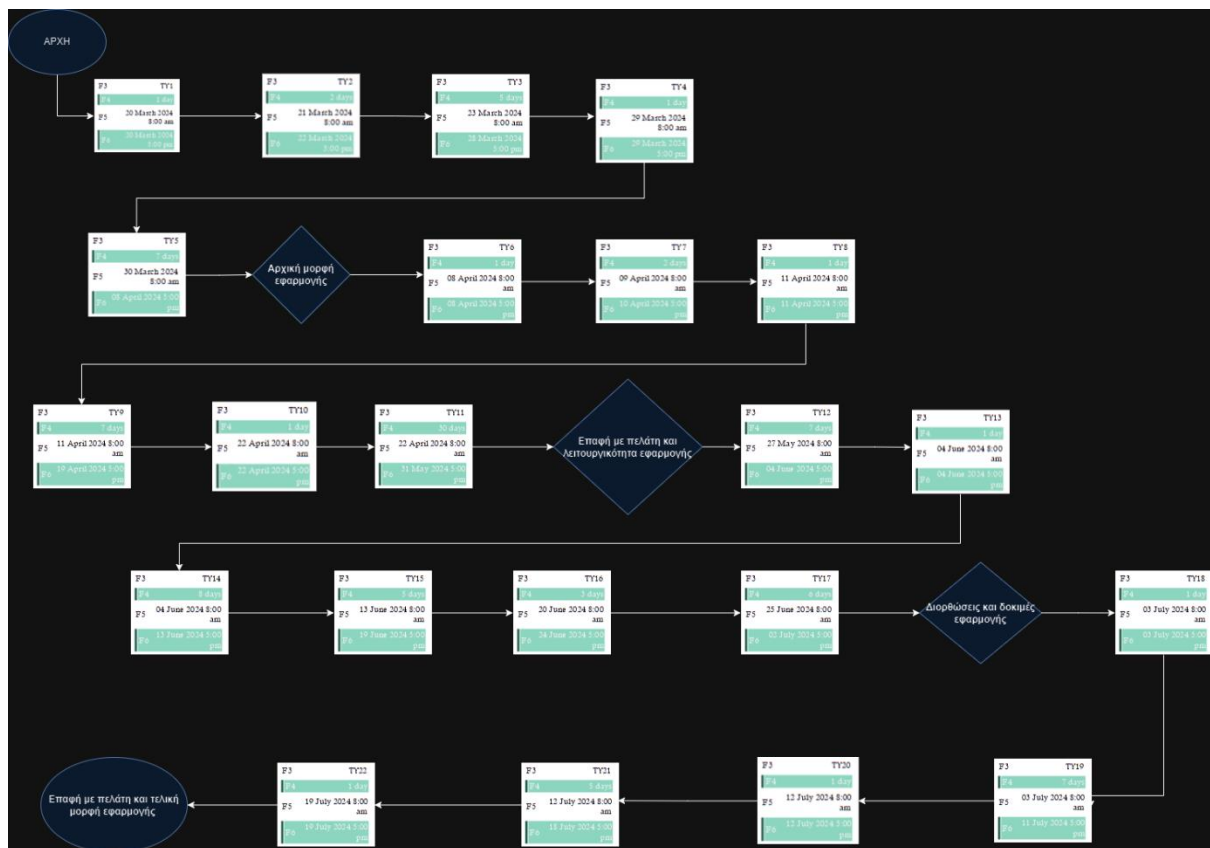 ΑΡΧΗ
F3 TY1
F4 1 day
F5 20 March 2024
8:00 am
F6 20 March 2024
5:00 pm
F3 TY2
F4 2 days
F5 21 March 2024
8:00 am
F6 22 March 2024
5:00 pm
F3 TY3
F4 days
F5 23 March 2024
8:00 am
F6 28 March 2024
5:00 pm
F3 TY4
F4 1 day
F5 29 March 2024
8:00 am
F6 29 March 2024
5:00 pm
F3 TY5
F4 7 days
F5 30 March 2024
8:00 am
F6 08 April 2024 5:00
pm
Αρχική μορφή
εφαρμογής
F3 TY6
F4 1 day
F5 08 April 2024 8:00
am
F6 08 April 2024 5:00
pm
F3 TY7
F4 2 days
F5 09 April 2024 8:00
am
F6 10 April 2024 5:00
pm
F3 TY8
F4 1 day
F5 11 April 2024 8:00
am
F6 11 April 2024 5:00
pm
F3 TY9
F4 7 days
F5 11 April 2024 8:00
am
F6 19 April 2024 5:00
pm
F3 TY10
F4 1 day
F5 22 April 2024 8:00
am
F6 22 April 2024 5:00
pm
F3 TY11
F4 30 days
F5 22 April 2024 8:00
am
F6 31 May 2024 5:00
pm
Επαφή με πελάτη και
λειτουργικότητα εφαρμογής
F3 TY12
F4 7 days
F5 27 May 2024 8:00
am
F6 04 June 2024 5:00
pm
F3 TY13
F4 1 day
F5 04 June 2024 8:00
am
F6 04 June 2024 5:00
pm
F3 TY14
F4 8 days
F5 04 June 2024 8:00
am
F6 13 June 2024 5:00
pm
F3 TY15
F4 5 days
F5 13 June 2024 8:00
am
F6 19 June 2024 5:00
pm
F3 TY16
F4 3 days
F5 20 June 2024 8:00
am
F6 24 June 2024 5:00
pm
F3 TY17
F4 6 days
F5 25 June 2024 8:00
am
F6 02 July 2024 5:00
pm
Διορθώσεις και δοκιμές
εφαρμογής
F3 TY18
F4 1 day
F5 03 July 2024 8:00
am
F6 03 July 2024 5:00
pm
Επαφή με πελάτη και τελική
μορφή εφαρμογής
F3 TY22
F4 1 day
F5 19 July 2024 8:00
am
F6 19 July 2024 5:00
pm
F3 TY21
F4 days
F5 12 July 2024 8:00
am
F6 18 July 2024 5:00
pm
F3 TY20
F4 1 day
F5 12 July 2024 8:00
am
F6 12 July 2024 5:00
pm
F3 TY19
F4 7 days
F5 03 July 2024 8:00
am
F6 11 July 2024 5:00
pm